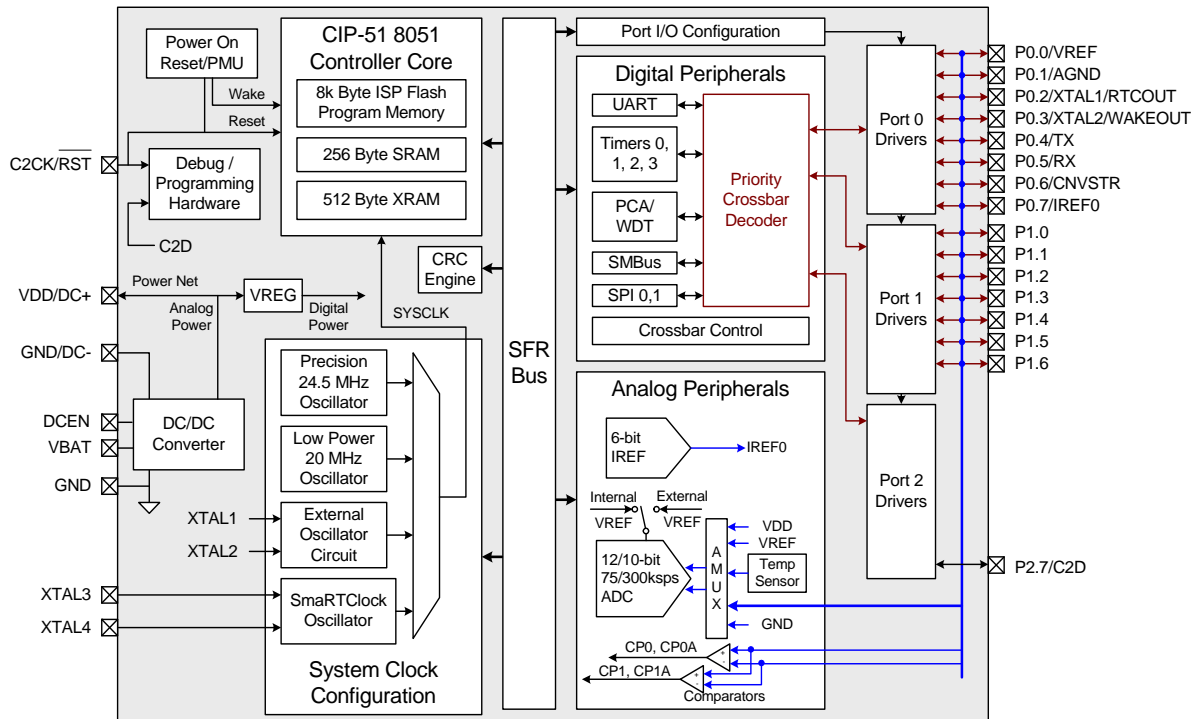 CIP-51 8051
Controller Core
8k Byte ISP Flash
Program Memory
256 Byte SRAM
512 Byte XRAM
Power On
Reset/PMU
Wake
Reset
C2CK/RST
Debug /
Programming
Hardware
C2D
VDD/DC+
Power Net
Analog
Power
VREG
Digital
Power
GND/DC-
DCEN
VBAT
GND
DC/DC
Converter
CRC
Engine
SYSCLK
Precision
24.5 MHz
Oscillator
Low Power
20 MHz
Oscillator
External
Oscillator
Circuit
XTAL1
XTAL2
SmaRTClock
Oscillator
XTAL3
XTAL4
System Clock
Configuration
SFR
Bus
Port I/O Configuration
Digital Peripherals
UART
Timers 0,
1, 2, 3
PCA/
WDT
SMBus
SPI 0,1
Priority
Crossbar
Decoder
Crossbar Control
Analog Peripherals
6-bit
IREF
IREF0
Internal
VREF
External
VREF
12/10-bit
75/300ksps
ADC
A
M
U
X
VDD
VREF
Temp
Sensor
GND
CP0, CP0A
+
-
CP1, CP1A
+
-
Comparators
Port 0
Drivers
Port 1
Drivers
Port 2
Drivers
P0.0/VREF
P0.1/AGND
P0.2/XTAL1/RTCOUT
P0.3/XTAL2/WAKEOUT
P0.4/TX
P0.5/RX
P0.6/CNVSTR
P0.7/IREF0
P1.0
P1.1
P1.2
P1.3
P1.4
P1.5
P1.6
P2.7/C2D